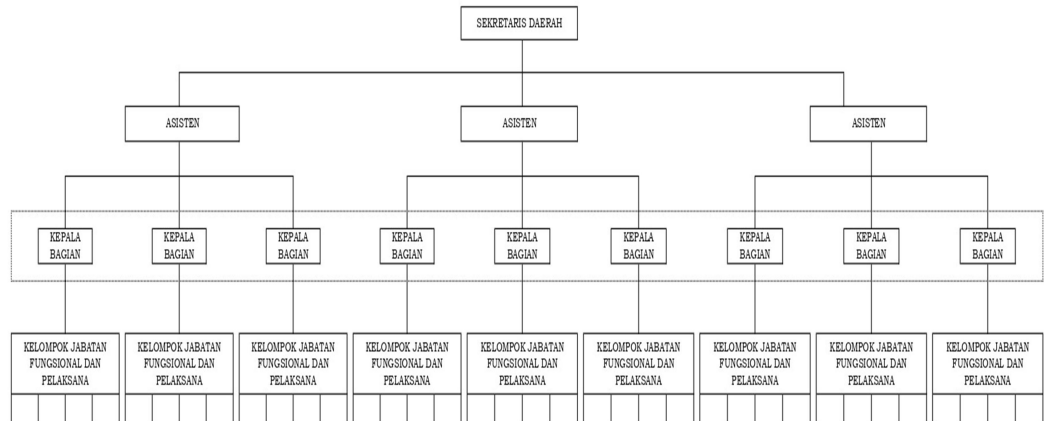 SEKRETARIS DAERAH
ASISTEN
ASISTEN
ASISTEN
KEPALA
BAGIAN
KEPALA
BAGIAN
KEPALA
BAGIAN
KEPALA
BAGIAN
KEPALA
BAGIAN
KEPALA
BAGIAN
KEPALA
BAGIAN
KEPALA
BAGIAN
KEPALA
BAGIAN
KELOMPOK JABATAN
FUNGSIONAL DAN
PELAKSANA
KELOMPOK JABATAN
FUNGSIONAL DAN
PELAKSANA
KELOMPOK JABATAN
FUNGSIONAL DAN
PELAKSANA
KELOMPOK JABATAN
FUNGSIONAL DAN
PELAKSANA
KELOMPOK JABATAN
FUNGSIONAL DAN
PELAKSANA
KELOMPOK JABATAN
FUNGSIONAL DAN
PELAKSANA
KELOMPOK JABATAN
FUNGSIONAL DAN
PELAKSANA
KELOMPOK JABATAN
FUNGSIONAL DAN
PELAKSANA
KELOMPOK JABATAN
FUNGSIONAL DAN
PELAKSANA